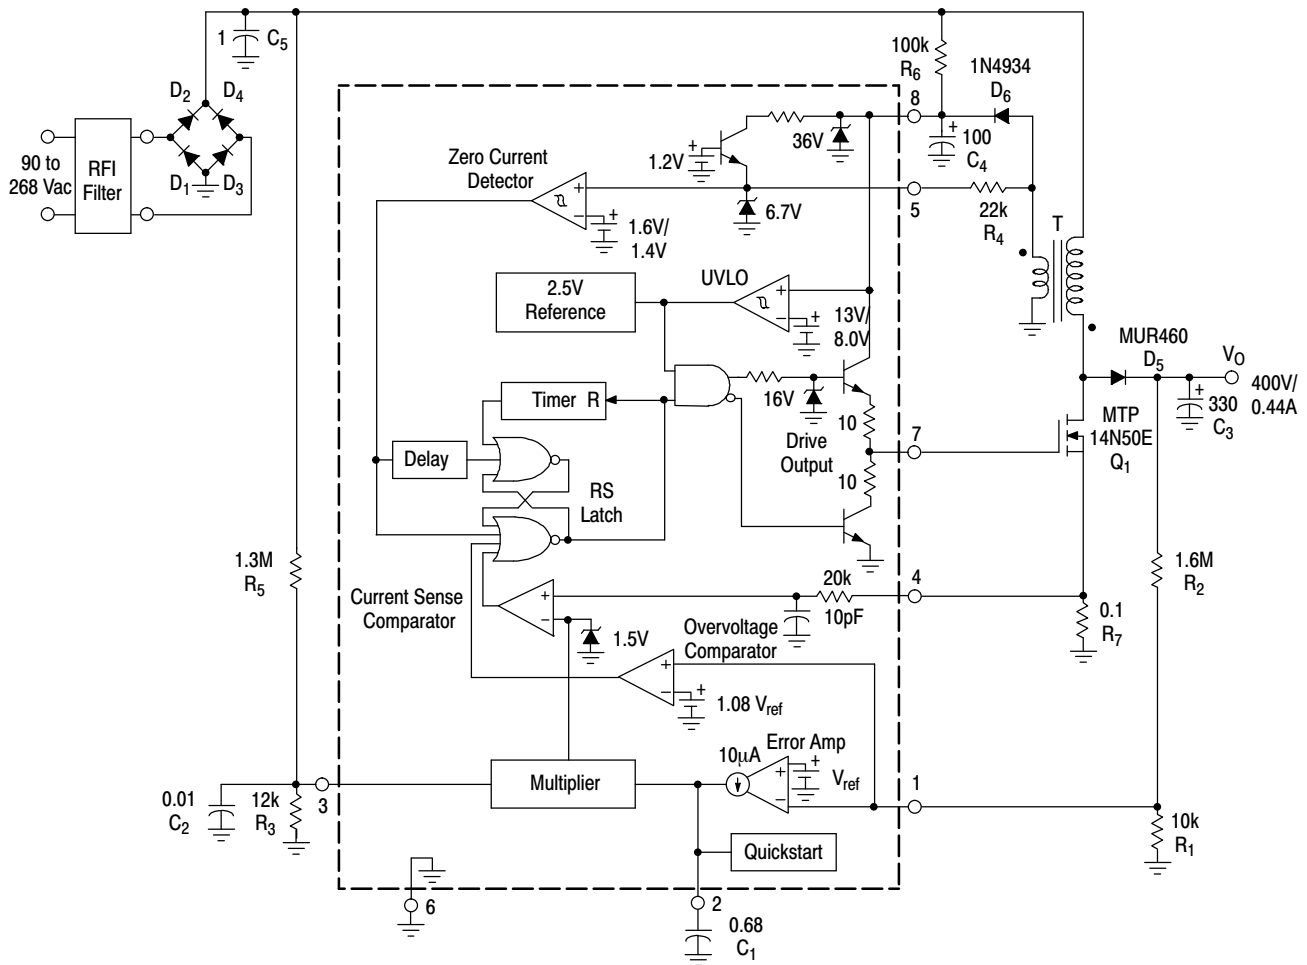 1
C5
D2
D4
D1
D3
90 to
268 Vac
RFI
Filter
100k
R6
1N4934
D6
8
100
C4
36V
1.2V
6.7V
5
22k
R4
T
Zero Current
Detector
1.6V/
1.4V
2.5V
Reference
UVLO
13V/
8.0V
MUR460
D5
VO
400V/
0.44A
330
C3
MTP
14N50E
Q1
Timer R
16V
10
Drive
Output
10
7
Delay
RS
Latch
1.3M
R5
1.6M
R2
20k
4
10pF
0.1
R7
Current Sense
Comparator
1.5V
Overvoltage
Comparator
1.08 Vref
Error Amp
10μA
Vref
1
Multiplier
3
0.01
C2
12k
R3
10k
R1
Quickstart
6
2
0.68
C1